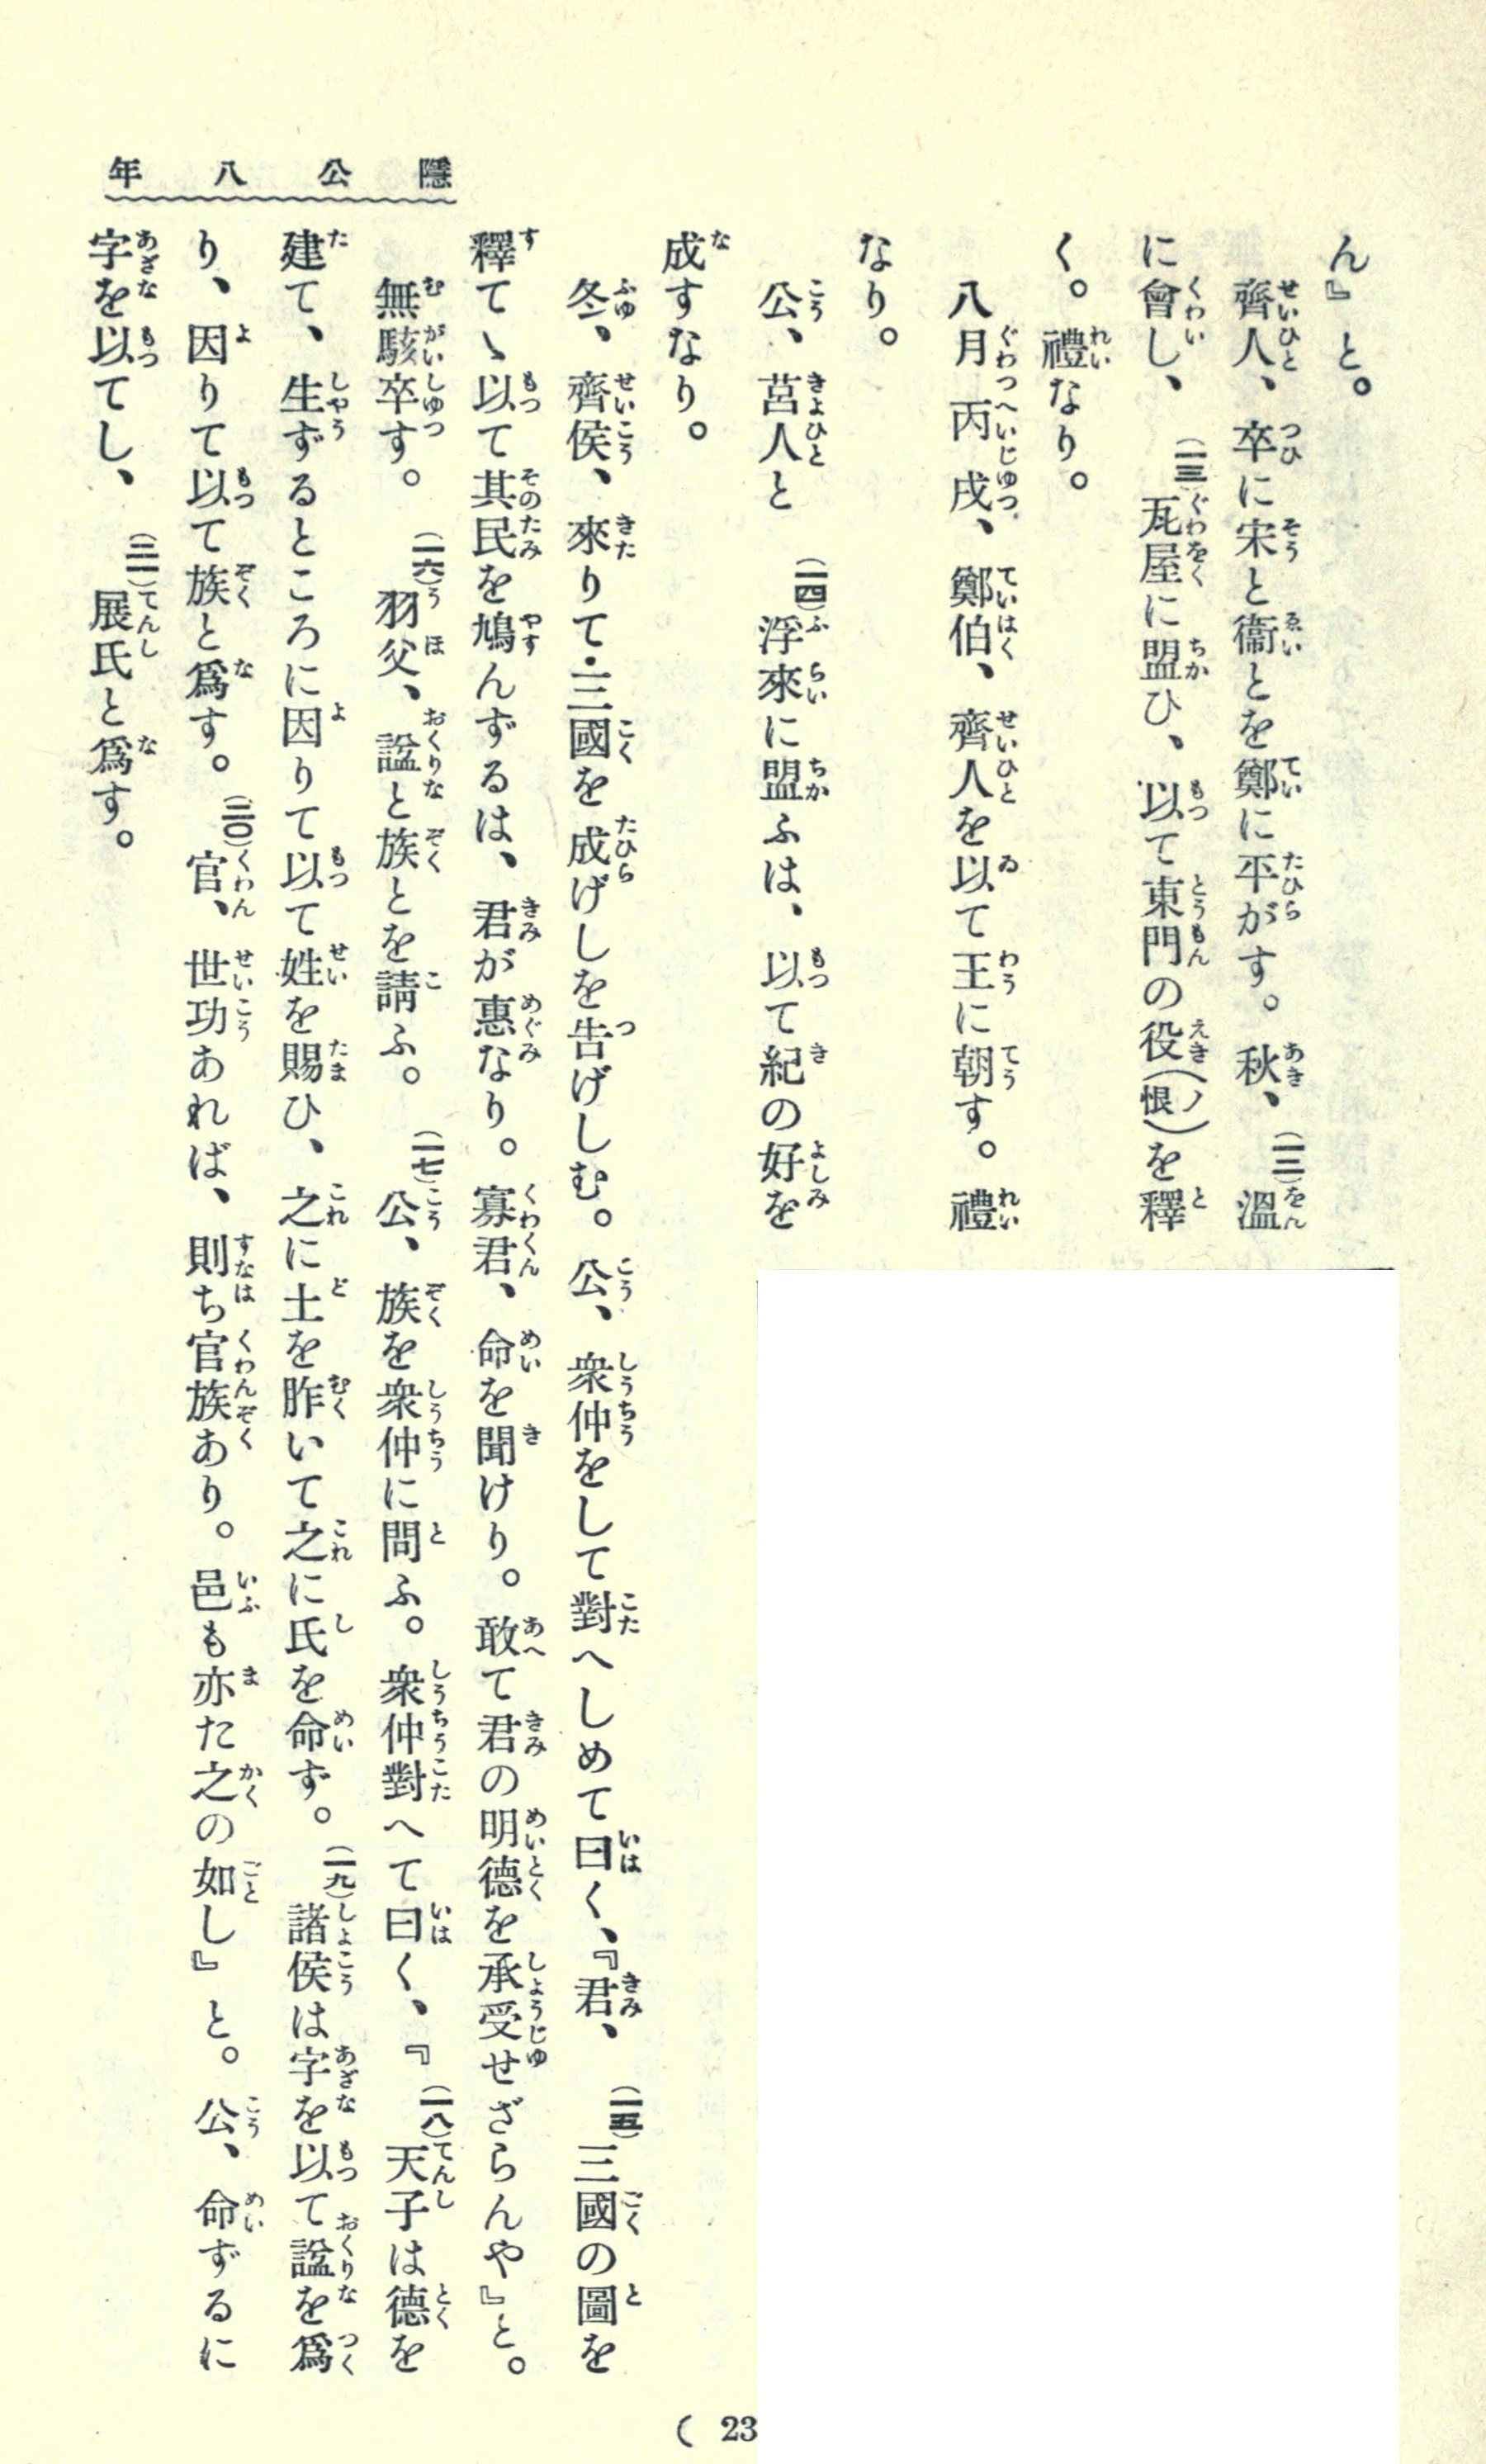 隱公八年
ん』と。
齊人、卒に宋と衞とを鄭に平がす。秋、(一二)溫
に會し、(一三)瓦屋に盟ひ、以て東門の役(ノ恨)を釋
く。禮なり。
八月丙戌、鄭伯、齊人を以て王に朝す。禮
なり。
公、莒人と(一四)浮來に盟ふは、以て紀の好を
成すなり。
冬、齊侯、來りて・三國を成げしを告げしむ。公、衆仲をして對へしめて曰く、『君、(一五)三國の圖を
釋てゝ以て其民を鳩んずるは、君が惠なり。寡君、命を聞けり。敢て君の明德を承受せざらんや』と。
無駭卒す。(一六)羽父、諡と族とを請ふ。(一七)公、族を衆仲に問ふ。衆仲對へて曰く、『(一八)天子は德を
建て、生ずるところに因りて以て姓を賜ひ、之に土を胙いて之に氏を命ず。(一九)諸侯は字を以て諡を爲
り、因りて以て族と爲す。(二〇)官、世功あれば、則ち官族あり。邑も亦た之の如し』と。公、命ずるに
字を以てし、(二一)展氏と爲す。
( 23